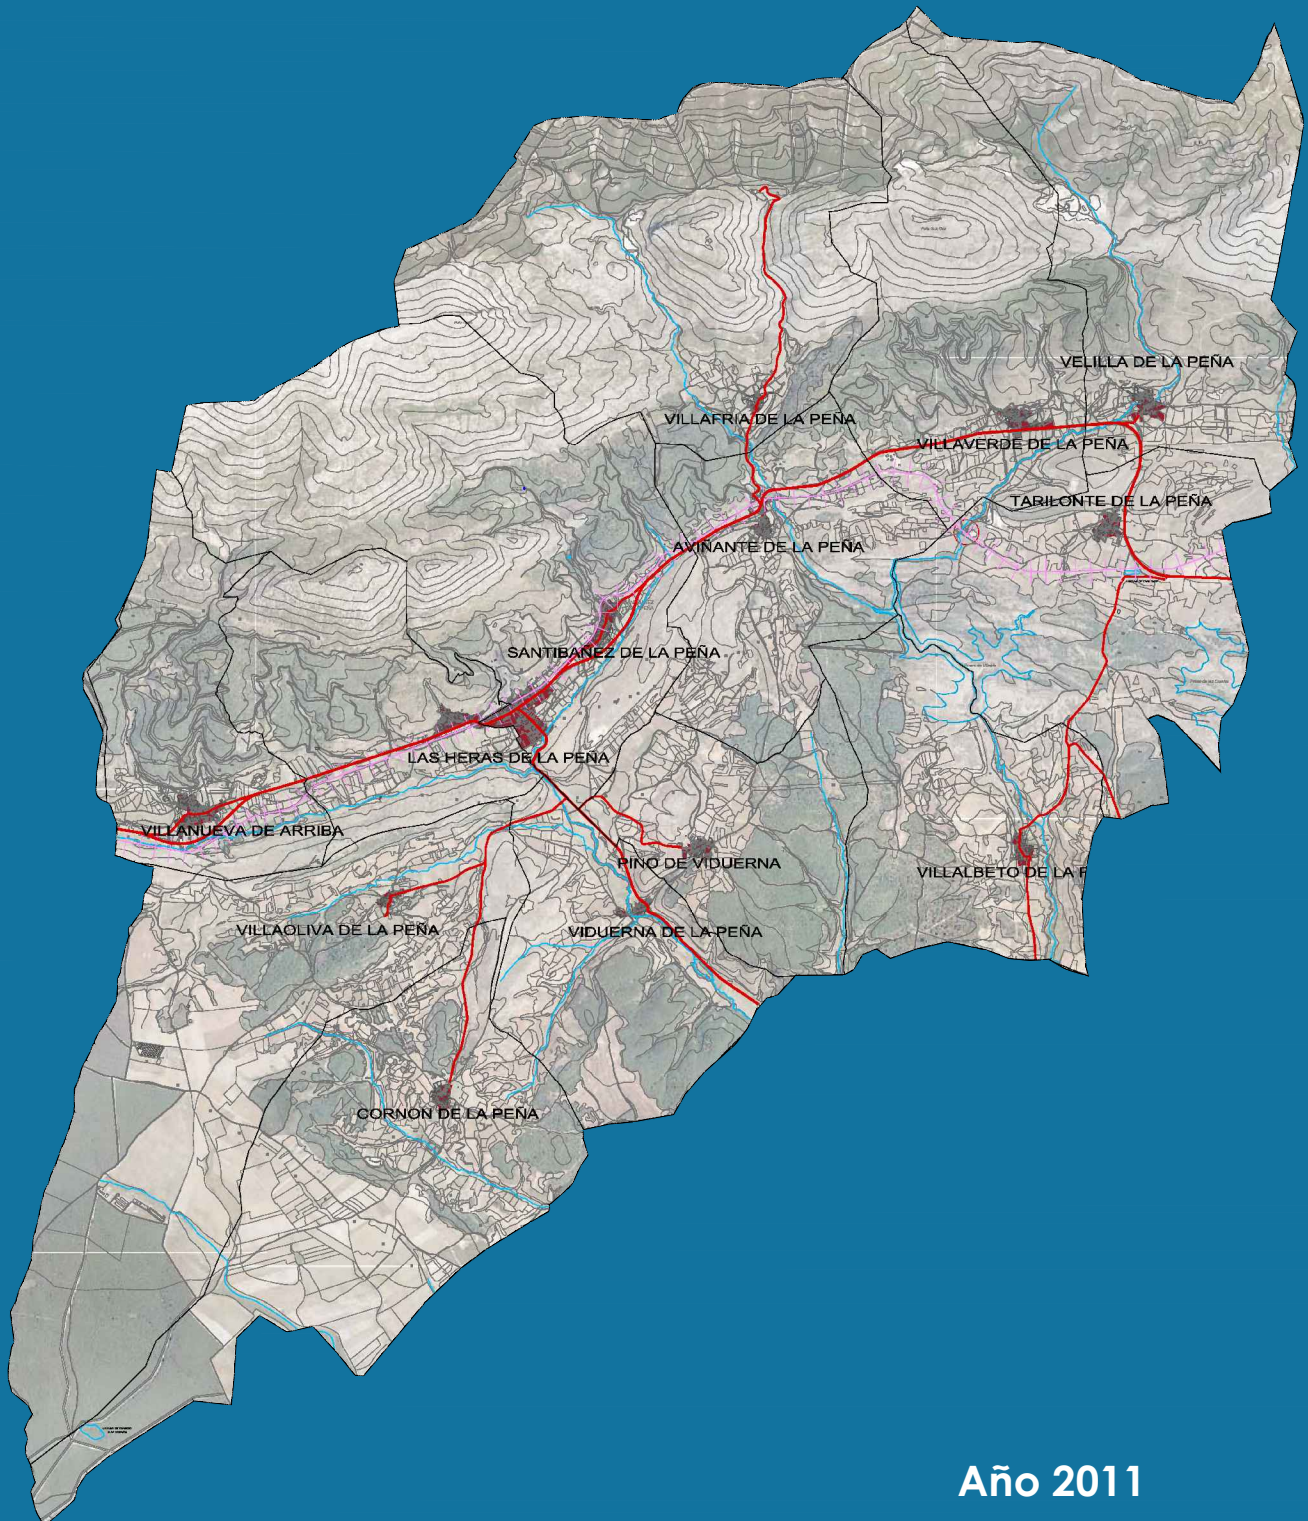 VELILLA DE LA PEÑA
VILLAFRIA DE LA PEÑA
VILLAVERDE DE LA PEÑA
TARILONTE DE LA PEÑA
AVIÑANTE DE LA PEÑA
SANTIBAÑEZ DE LA PEÑA
LAS HERAS DE LA PEÑA
VILLANUEVA DE ARRIBA
PINO DE VIDUERNA
VILLALBETO DE LA P
VILLAOLIVA DE LA PEÑA
VIDUERNA DE LA PEÑA
CORNON DE LA PEÑA
Año 2011